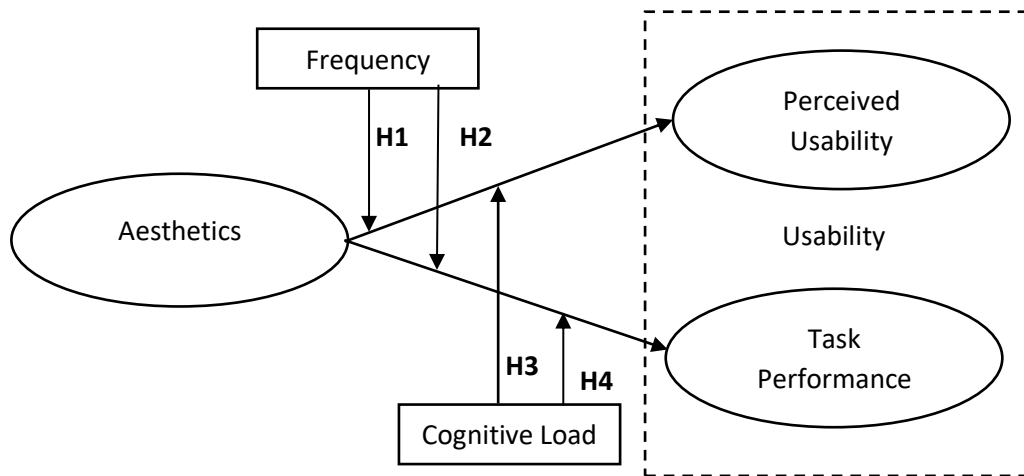 Frequency
H1
H2
Perceived
Usability
Aesthetics
Usability
Task
Performance
H3
H4
Cognitive Load